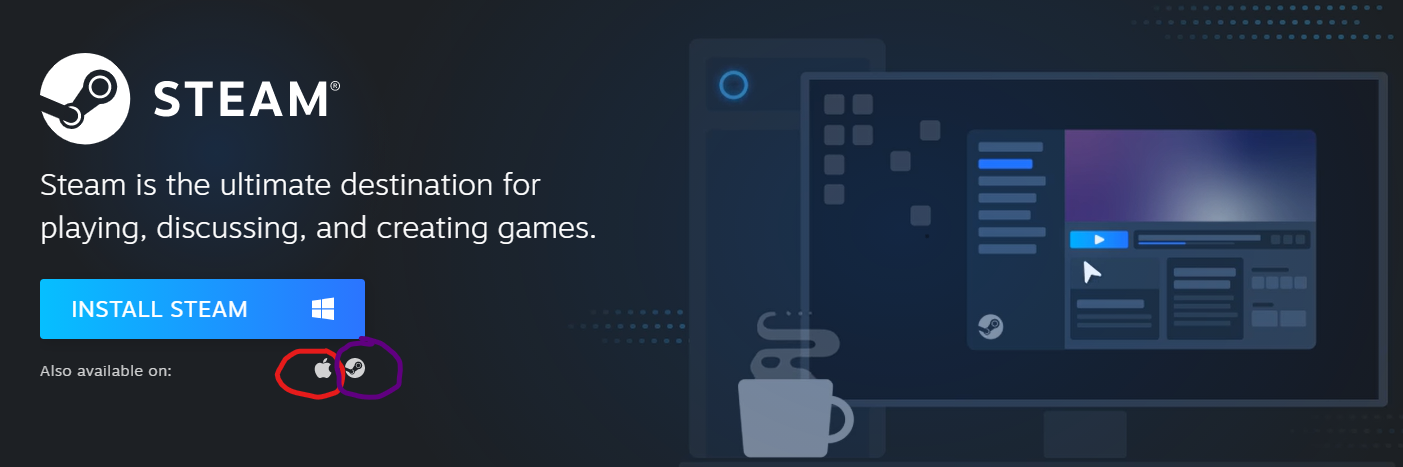 STEAM®
Steam is the ultimate destination for
playing, discussing, and creating games.
INSTALL STEAM
Also available on: